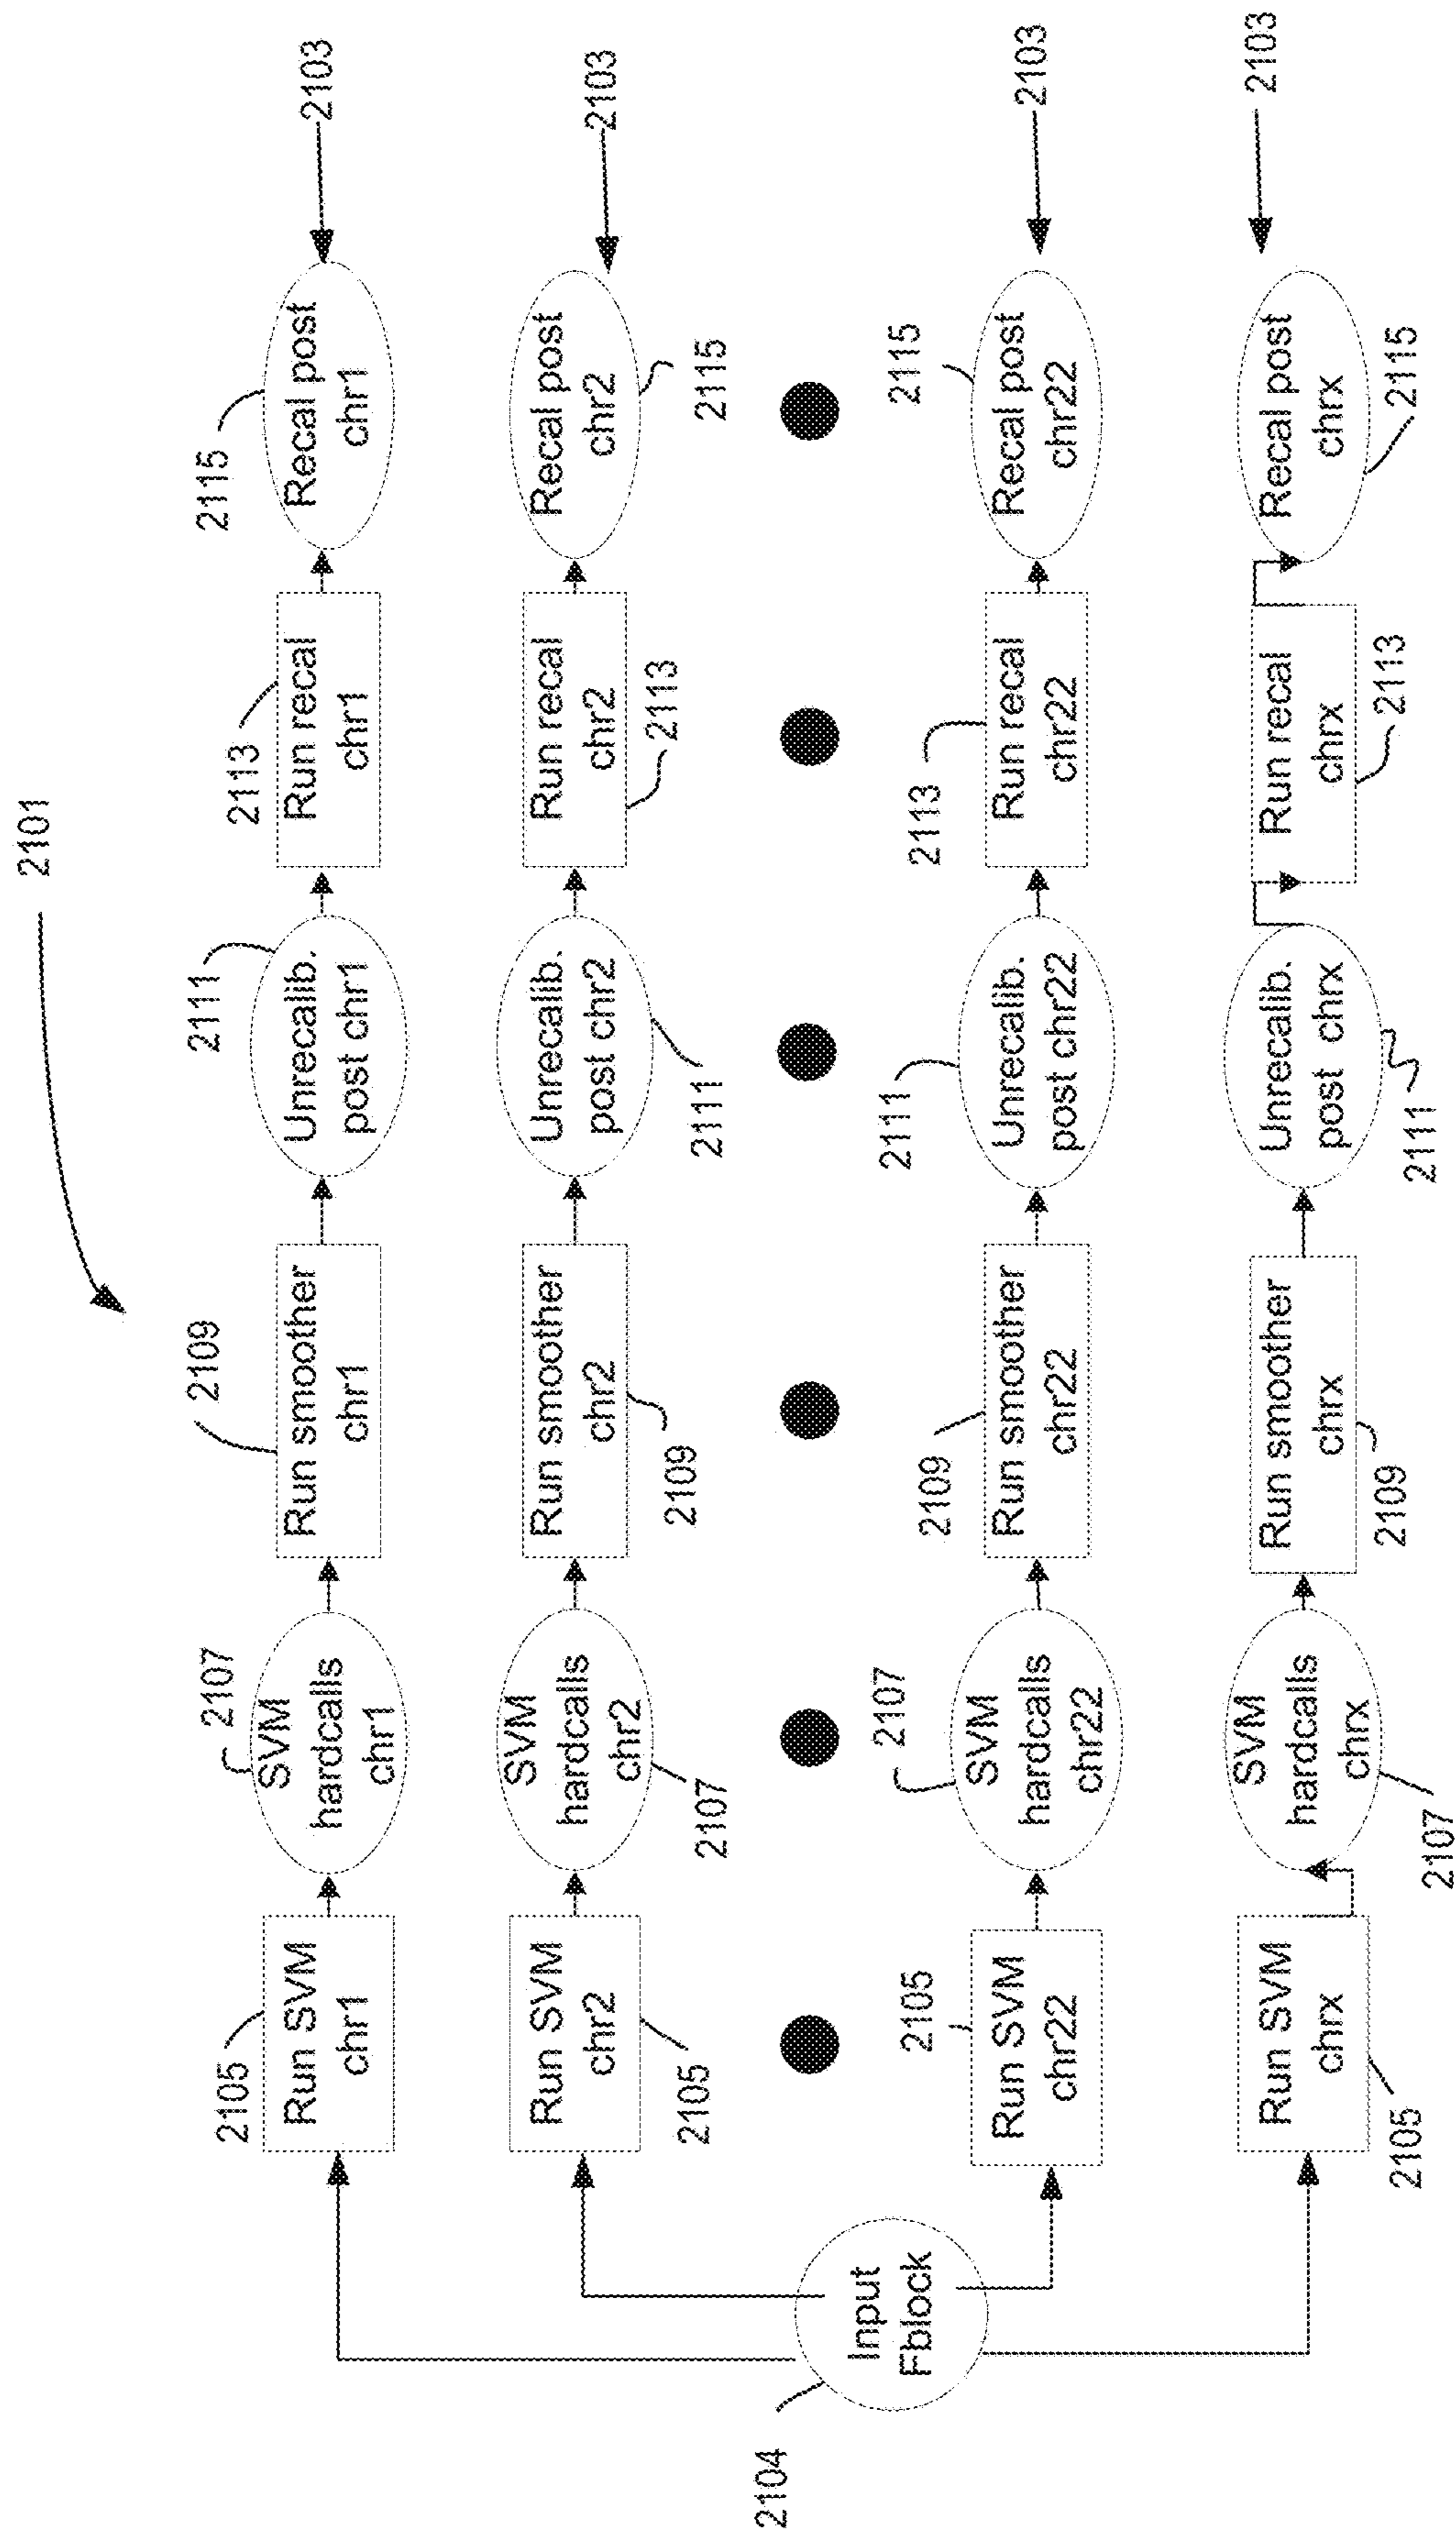 2101
2104
Input
Fblock
2105
Run SVM
chr1
2107
SVM
hardcalls
chr1
2109
Run smoother
chr1
2111
Unrecalib.
post chr1
2113
Run recal
chr1
2115
Recal post
chr1
2103
Run SVM
chr2
2105
SVM
hardcalls
chr2
2107
Run smoother
chr2
2109
Unrecalib.
post chr2
2111
Run recal
chr2
2113
Recal post
chr2
2115
2103
2105
Run SVM
chr22
2107
SVM
hardcalls
chr22
2109
Run smoother
chr22
2111
Unrecalib.
post chr22
2113
Run recal
chr22
2115
Recal post
chr22
2103
Run SVM
chrx
2105
SVM
hardcalls
chrx
2107
Run smoother
chrx
2109
Unrecalib.
post chrx
2111
Run recal
chrx
2113
Recal post
chrx
2115
2103